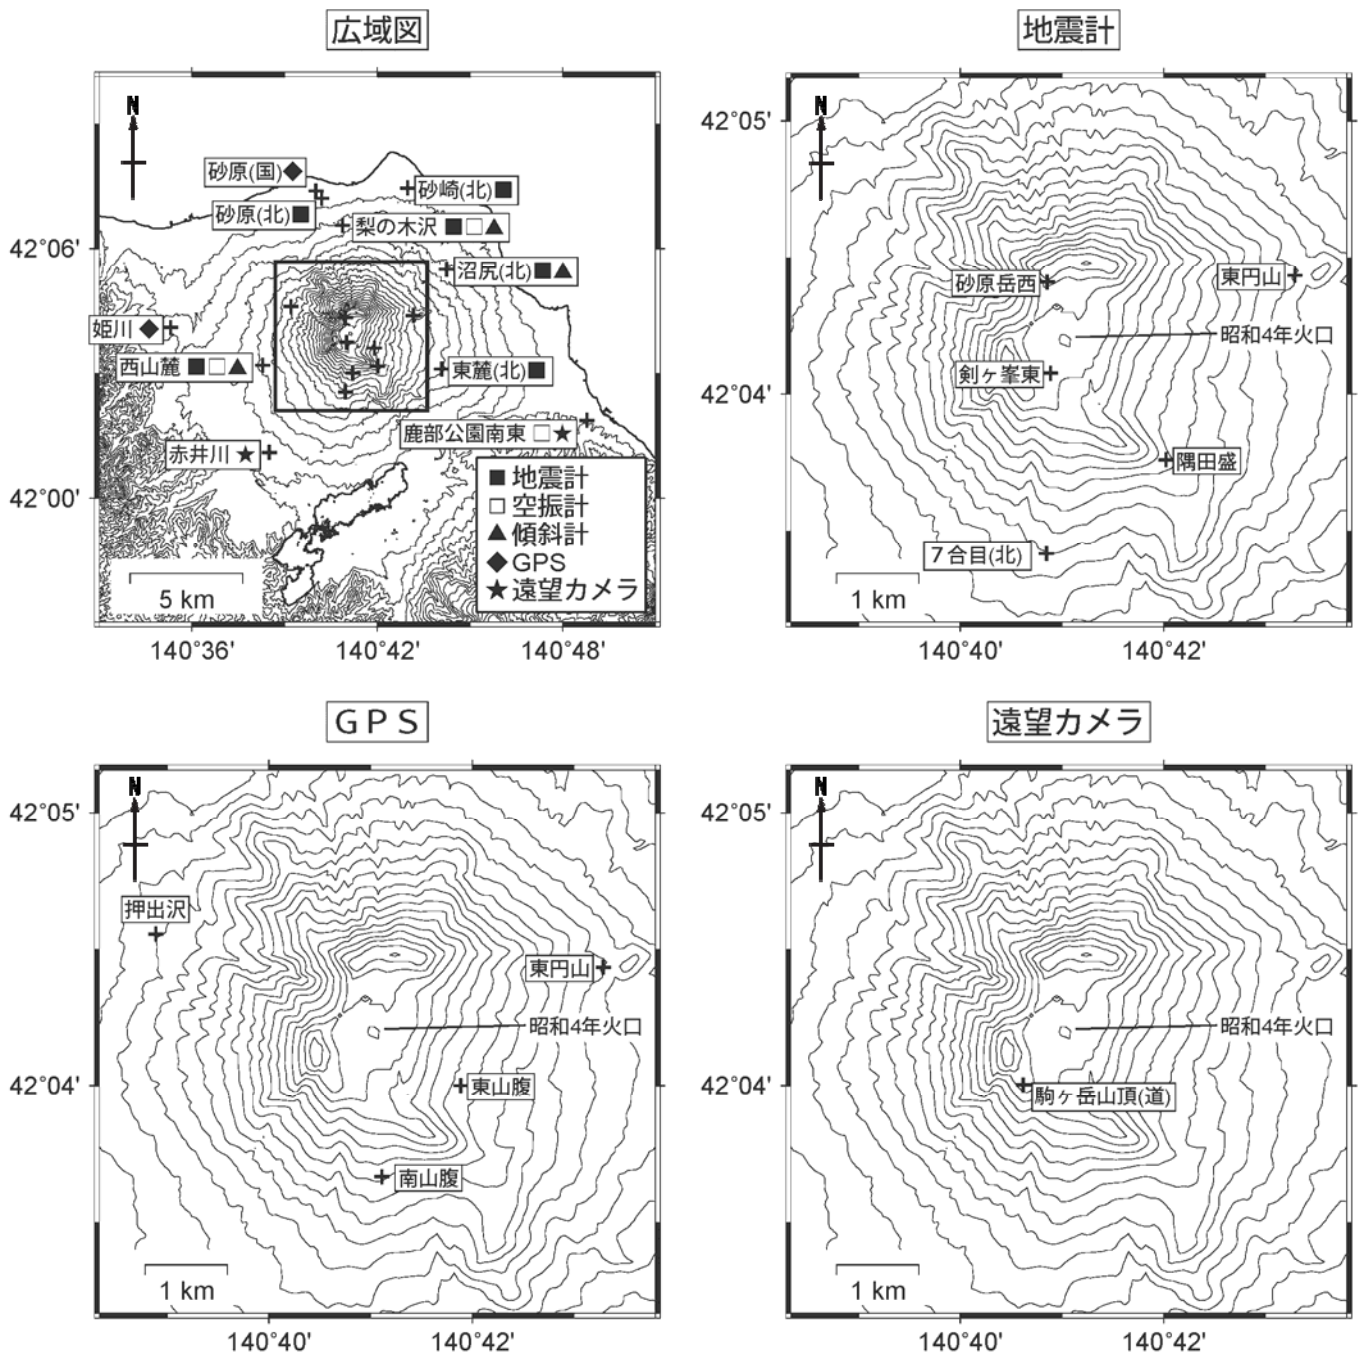 広域図
N
砂原(国)◆
砂崎(北)■
砂原(北)■
梨の木沢 ■□▲
42°06'
沼尻(北)■▲
姫川 ◆
西山麓 ■□▲
東麓(北)■
鹿部公園南東 □★
赤井川 ★
42°00'
■地震計
□空振計
▲傾斜計
◆GPS
★遠望カメラ
5 km
140°36'
140°42'
140°48'
地震計
42°05'
N
砂原岳西
東円山
昭和4年火口
剣ヶ峯東
42°04'
隅田盛
7合目(北)
1 km
140°40'
140°42'
GPS
N
42°05'
押出沢
東円山
昭和4年火口
42°04'
東山腹
南山腹
1 km
140°40'
140°42'
遠望カメラ
N
42°05'
昭和4年火口
42°04'
駒ヶ岳山頂(道)
1 km
140°40'
140°42'